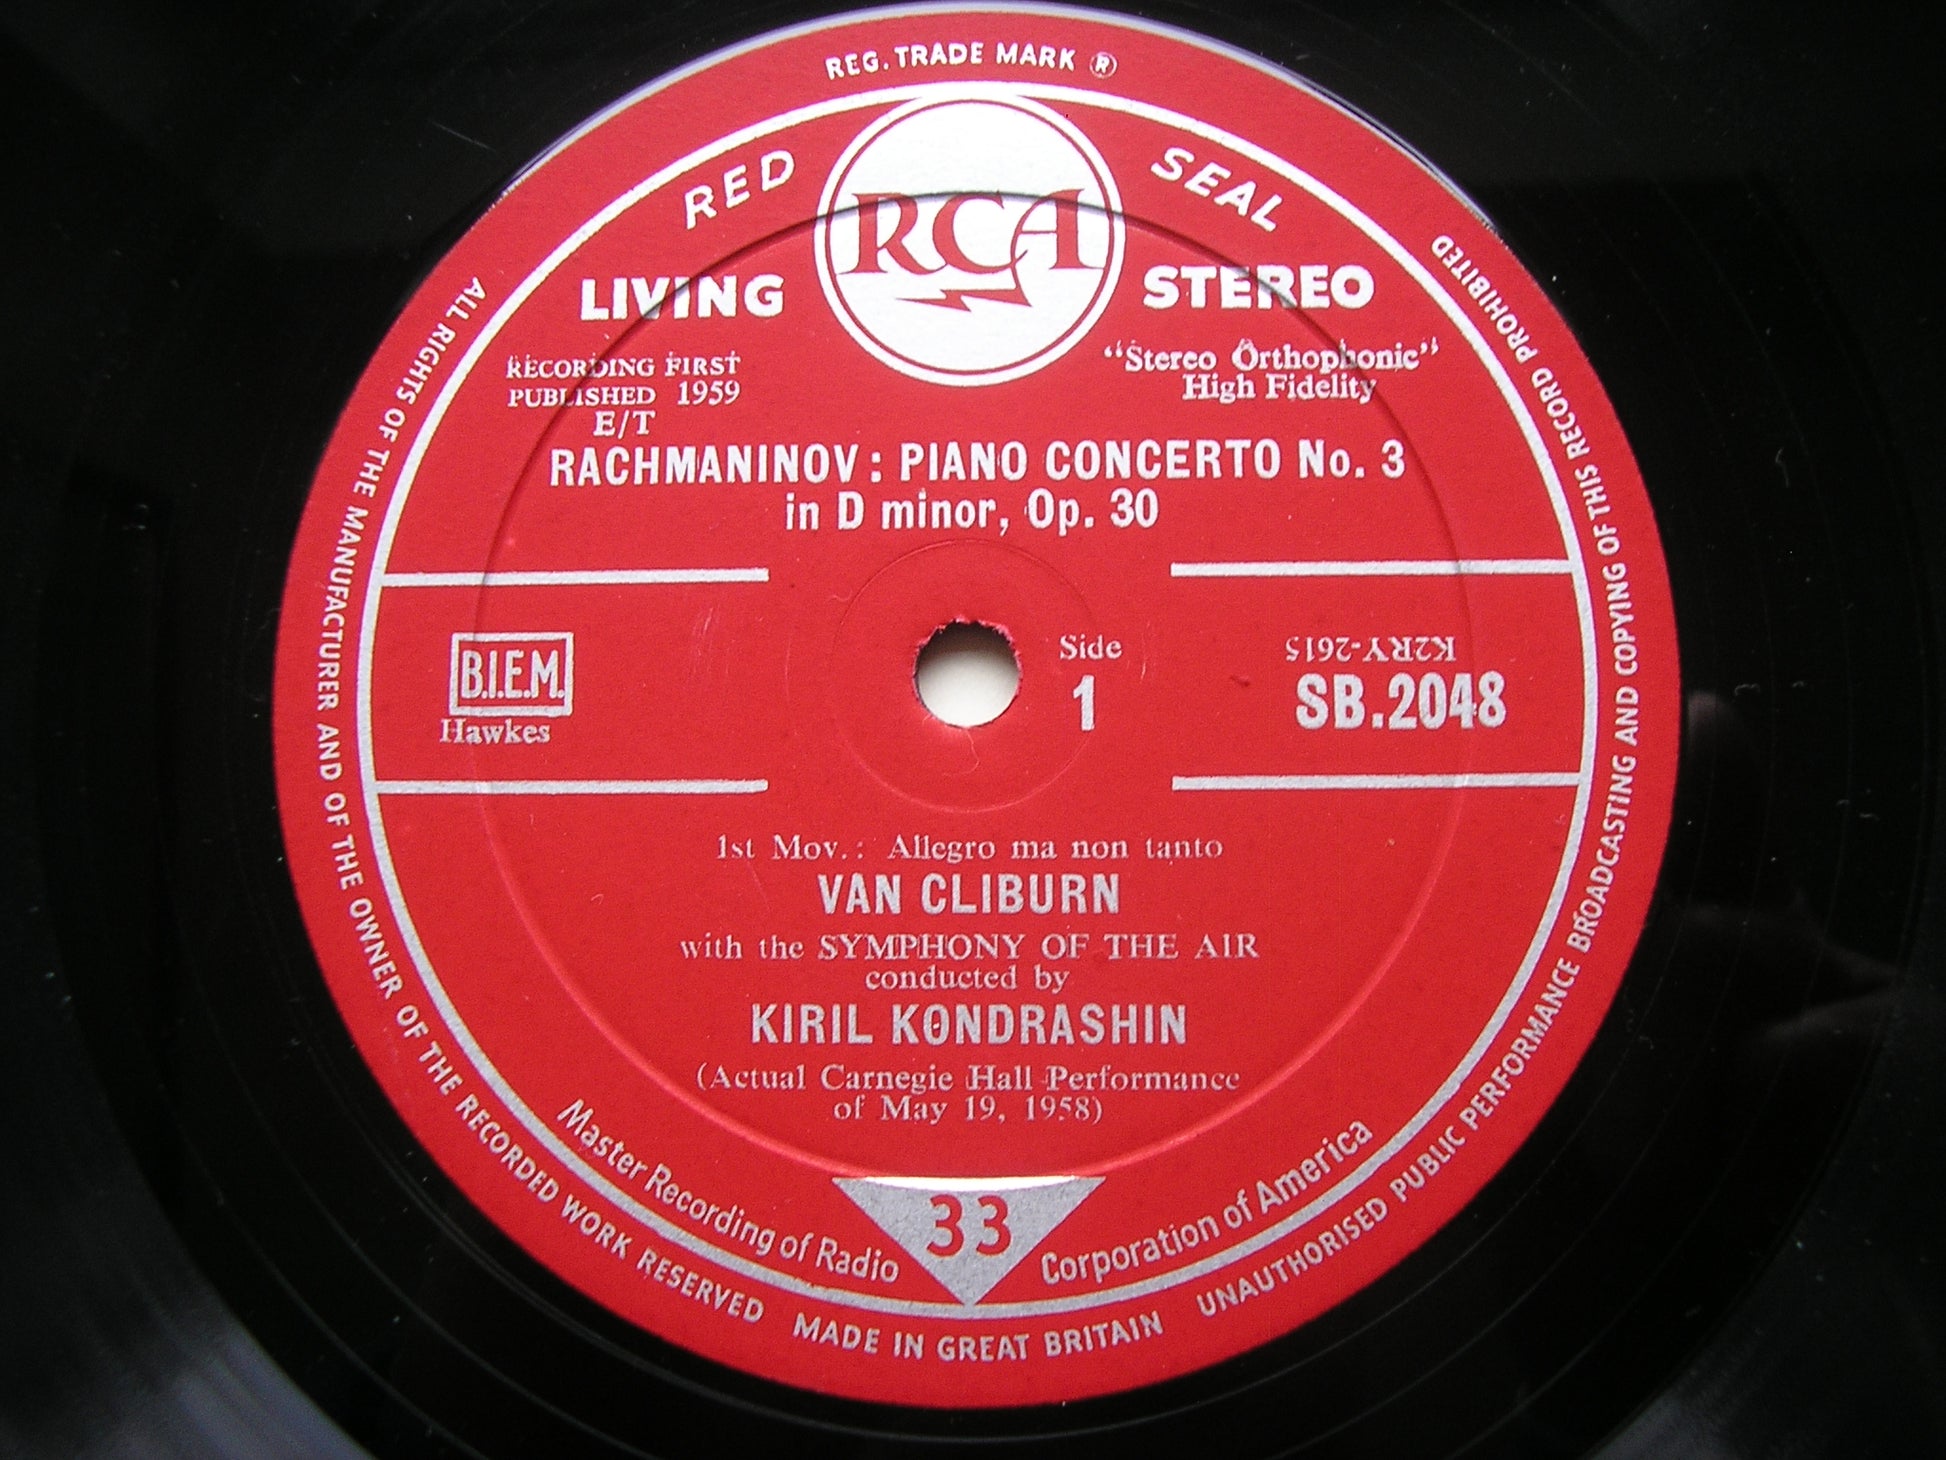 REG. TRADE MARK ®
RED SEAL
RCA
LIVING STEREO
RECORDING FIRST
PUBLISHED 1959
E/T
“Stereo Orthophonic”
High Fidelity
RACHMANINOV: PIANO CONCERTO No. 3
in D minor, Op. 30
B.I.E.M.
Hawkes
Side
1
K2RY-2615
SB.2048
1st Mov.: Allegro ma non tanto
VAN CLIBURN
with the SYMPHONY OF THE AIR
conducted by
KIRIL KONDRASHIN
(Actual Carnegie Hall Performance
of May 19, 1958)
33
Master Recording of Radio Corporation of America
ALL RIGHTS OF THE MANUFACTURER AND OF THE OWNER OF THE RECORDED WORK RESERVED
MADE IN GREAT BRITAIN
UNAUTHORISED PUBLIC PERFORMANCE BROADCASTING AND COPYING OF THIS RECORD PROHIBITED